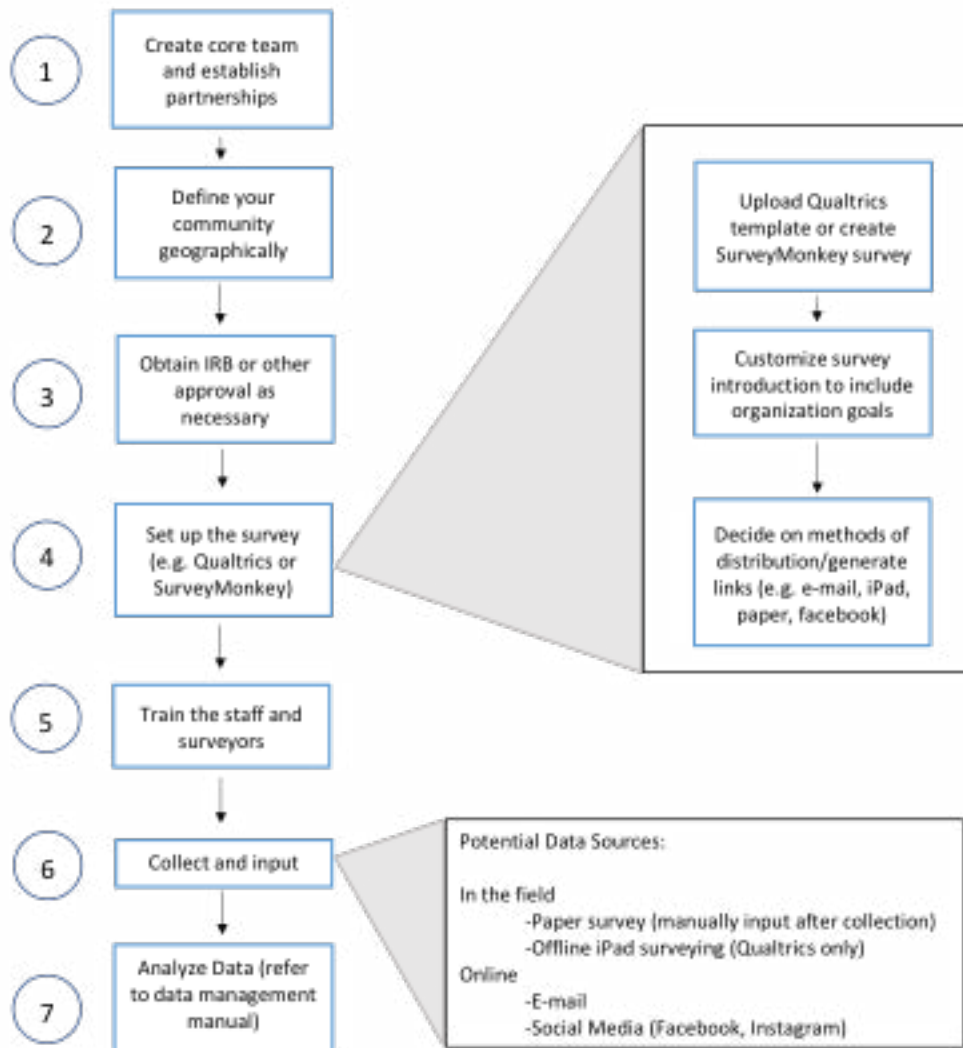 1
Create core team
and establish
partnerships
2
Define your
community
geographically
3
Obtain IRB or other
approval as
necessary
4
Set up the survey
(e.g. Qualtrics or
SurveyMonkey)
Upload Qualtrics
template or create
SurveyMonkey survey
Customize survey
introduction to include
organization goals
Decide on methods of
distribution/generate
links (e.g. e-mail, iPad,
paper, facebook)
5
Train the staff and
surveyors
6
Collect and input
Potential Data Sources:
In the field
-Paper survey (manually input after collection)
-Offline iPad surveying (Qualtrics only)
Online
-E-mail
-Social Media (Facebook, Instagram)
7
Analyze Data (refer
to data management
manual)